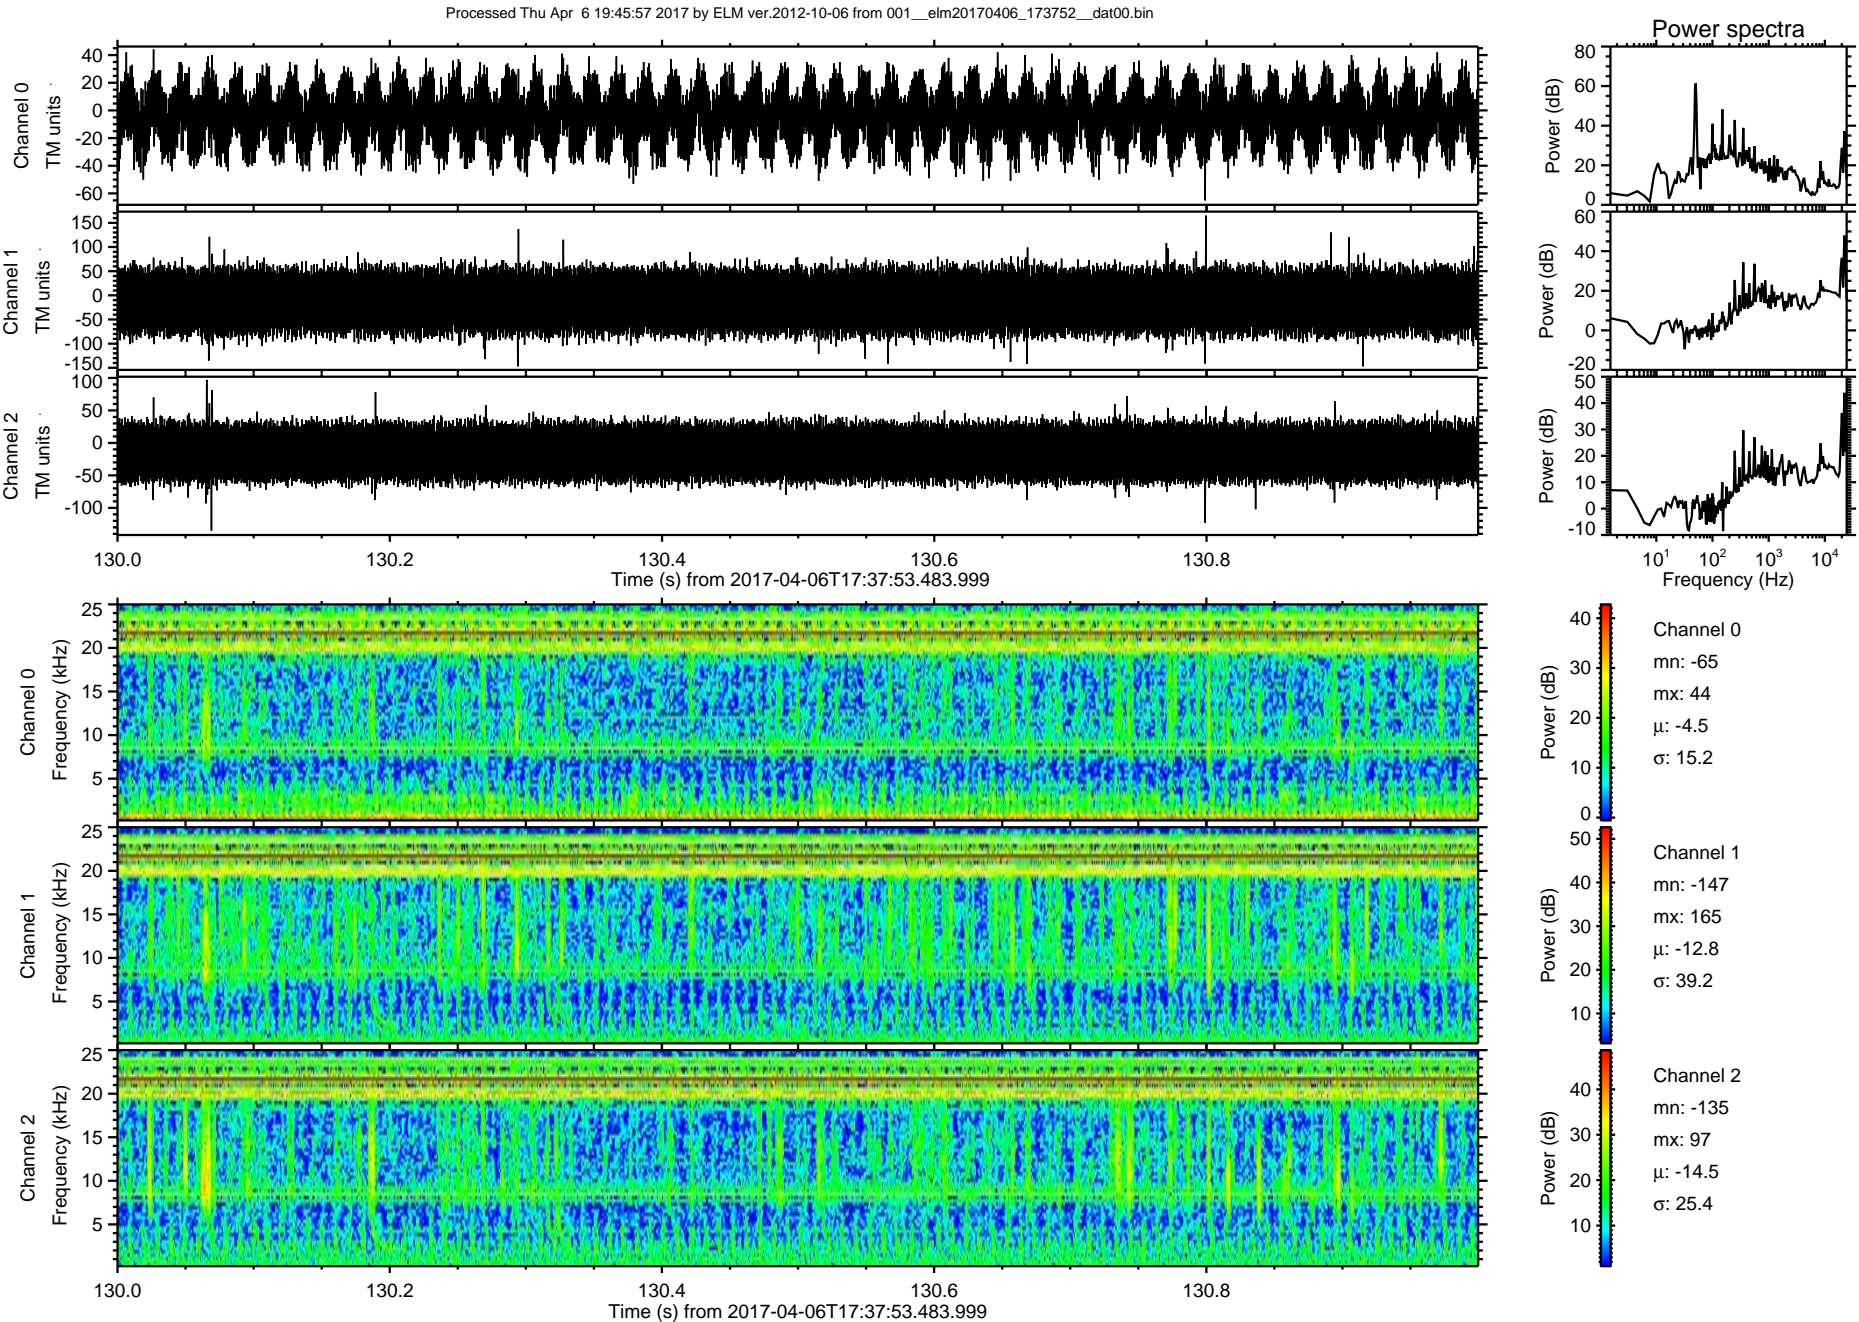 Processed Thu Apr  6 19:45:57 2017 by ELM ver.2012-10-06 from 001__elm20170406_173752__dat00.bin
Power spectra
Channel 0
TM units
40
20
0
-20
-40
-60
Power (dB)
80
60
40
20
0
Channel 1
TM units
150
100
50
0
-50
-100
-150
Power (dB)
60
40
20
0
-20
Channel 2
TM units
100
50
0
-50
-100
Power (dB)
50
40
30
20
10
0
-10
130.0 130.2 130.4 130.6 130.8
Time (s) from 2017-04-06T17:37:53.483.999
10¹ 10² 10³ 10⁴
Frequency (Hz)
Channel 0
Frequency (kHz)
25
20
15
10
5
Power (dB)
40
30
20
10
0
Channel 0
mn: -65
mx: 44
μ: -4.5
σ: 15.2
Channel 1
Frequency (kHz)
25
20
15
10
5
Power (dB)
50
40
30
20
10
Channel 1
mn: -147
mx: 165
μ: -12.8
σ: 39.2
Channel 2
Frequency (kHz)
25
20
15
10
5
Power (dB)
40
30
20
10
Channel 2
mn: -135
mx: 97
μ: -14.5
σ: 25.4
130.0 130.2 130.4 130.6 130.8
Time (s) from 2017-04-06T17:37:53.483.999